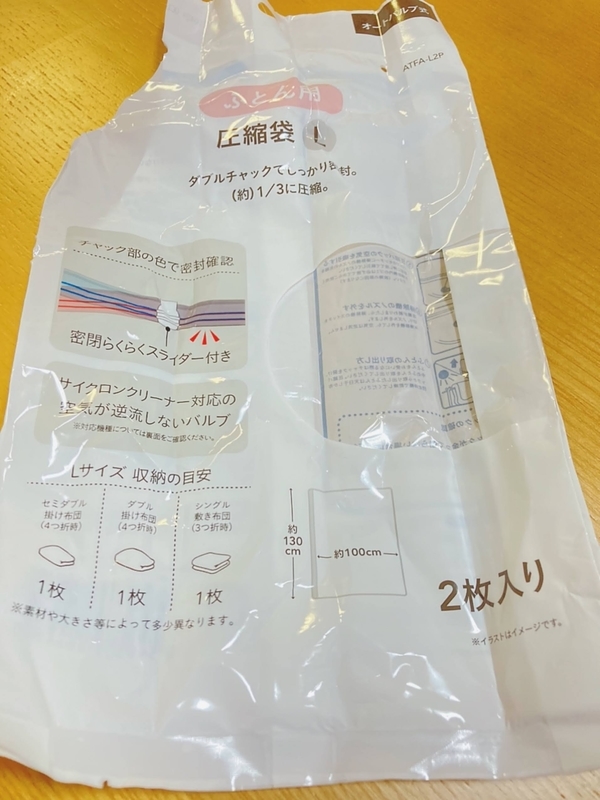 オートバルブ式
ATFA-L2P
ふとん用
圧縮袋 L
ダブルチャックでしっかり密封。
(約)1/3に圧縮。
チャック部の色で密封確認
密閉らくらくスライダー付き
サイクロンクリーナー対応の
空気が逆流しないバルブ
※対応機種については裏面をご確認ください。
Lサイズ 収納の目安
セミダブル
掛け布団
(4つ折時)
1枚
ダブル
掛け布団
(4つ折時)
1枚
シングル
敷き布団
(3つ折時)
1枚
※素材や大きさ等によって多少異なります。
約
130
cm
約100cm
2枚入り
※イラストはイメージです。